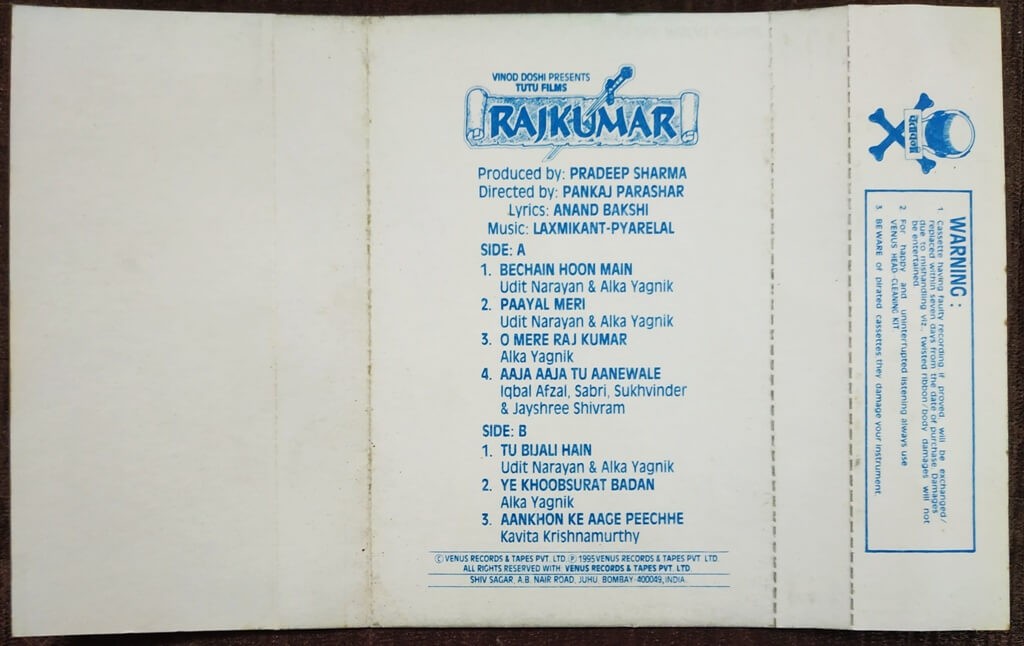 VINOD DOSHI PRESENTS
TUTU FILMS
RAJKUMAR
Produced by: PRADEEP SHARMA
Directed by: PANKAJ PARASHAR
Lyrics: ANAND BAKSHI
Music: LAXMIKANT-PYARELAL
SIDE: A
1. BECHAIN HOON MAIN
Udit Narayan & Alka Yagnik
2. PAAYAL MERI
Udit Narayan & Alka Yagnik
3. O MERE RAJ KUMAR
Alka Yagnik
4. AAJA AAJA TU AANEWALE
Iqbal Afzal, Sabri, Sukhvinder
& Jayshree Shivram
SIDE: B
1. TU BIJALI HAIN
Udit Narayan & Alka Yagnik
2. YE KHOOBSURAT BADAN
Alka Yagnik
3. AANKHON KE AAGE PEECHHE
Kavita Krishnamurthy
© VENUS RECORDS & TAPES PVT. LTD. ℗ 1995 VENUS RECORDS & TAPES PVT. LTD.
ALL RIGHTS RESERVED WITH: VENUS RECORDS & TAPES PVT. LTD.
SHIV SAGAR, A.B. NAIR ROAD, JUHU, BOMBAY-400049, INDIA.
WARNING :
1. Cassette having faulty recording if proved, will be exchanged/
replaced within seven days from the date of purchase Damages
due to mishandling viz., twisted ribbon/body damages will not
be entertained.
2. For happy and uninterrupted listening always use
VENUS HEAD CLEANING KIT.
3. BEWARE of pirated cassettes they damage your instrument.